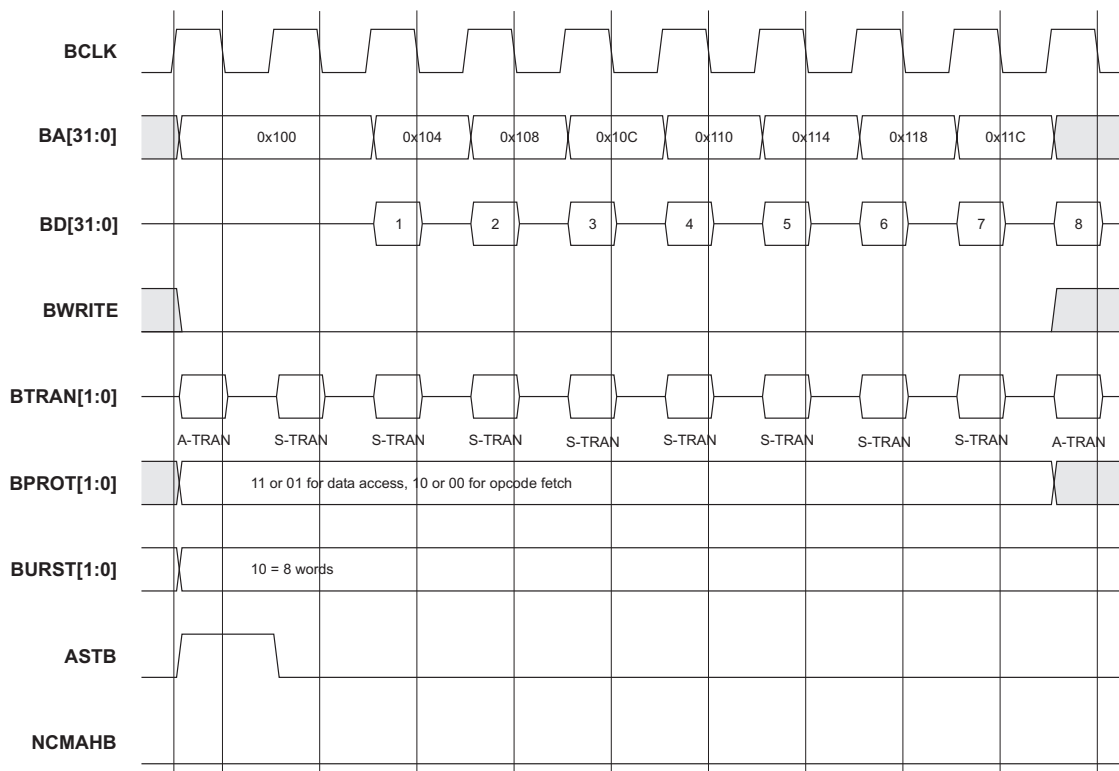 BCLK
BA[31:0] 0x100 0x104 0x108 0x10C 0x110 0x114 0x118 0x11C
BD[31:0] 1 2 3 4 5 6 7 8
BWRITE
BTRAN[1:0]
A-TRAN S-TRAN S-TRAN S-TRAN S-TRAN S-TRAN S-TRAN S-TRAN S-TRAN A-TRAN
BPROT[1:0] 11 or 01 for data access, 10 or 00 for opcode fetch
BURST[1:0] 10 = 8 words
ASTB
NCMAHB